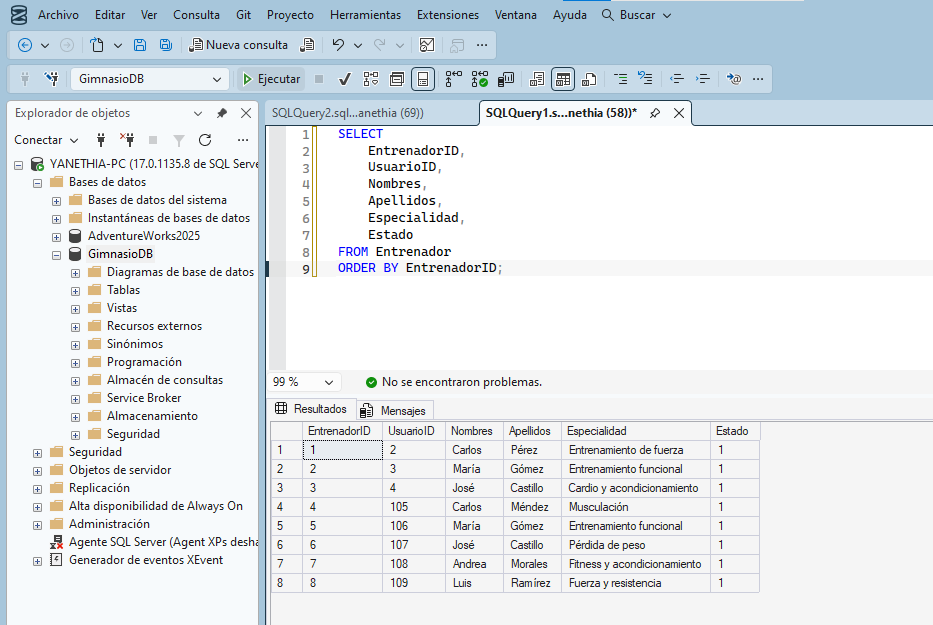 Archivo Editar Ver Consulta Git Proyecto Herramientas Extensiones Ventana Ayuda Buscar
Nueva consulta
GimnasioDB Ejecutar
Explorador de objetos
Conectar
YANETHIA-PC (17.0.1135.8 de SQL Serve
Bases de datos
Bases de datos del sistema
Instantáneas de bases de datos
AdventureWorks2025
GimnasioDB
Diagramas de base de datos
Tablas
Vistas
Recursos externos
Sinónimos
Programación
Almacén de consultas
Service Broker
Almacenamiento
Seguridad
Seguridad
Objetos de servidor
Replicación
Alta disponibilidad de Always On
Administración
Agente SQL Server (Agent XPs desha
Generador de eventos XEvent
SQLQuery2.sql...anethia (69)) SQLQuery1.s...nethia (58))*
1 SELECT
2 EntrenadorID,
3 UsuarioID,
4 Nombres,
5 Apellidos,
6 Especialidad,
7 Estado
8 FROM Entrenador
9 ORDER BY EntrenadorID;
99 % No se encontraron problemas.
Resultados Mensajes
EntrenadorID UsuarioID Nombres Apellidos Especialidad Estado
1 1 2 Carlos Pérez Entrenamiento de fuerza 1
2 2 3 María Gómez Entrenamiento funcional 1
3 3 4 José Castillo Cardio y acondicionamiento 1
4 4 105 Carlos Méndez Musculación 1
5 5 106 María Gómez Entrenamiento funcional 1
6 6 107 José Castillo Pérdida de peso 1
7 7 108 Andrea Morales Fitness y acondicionamiento 1
8 8 109 Luis Ramírez Fuerza y resistencia 1